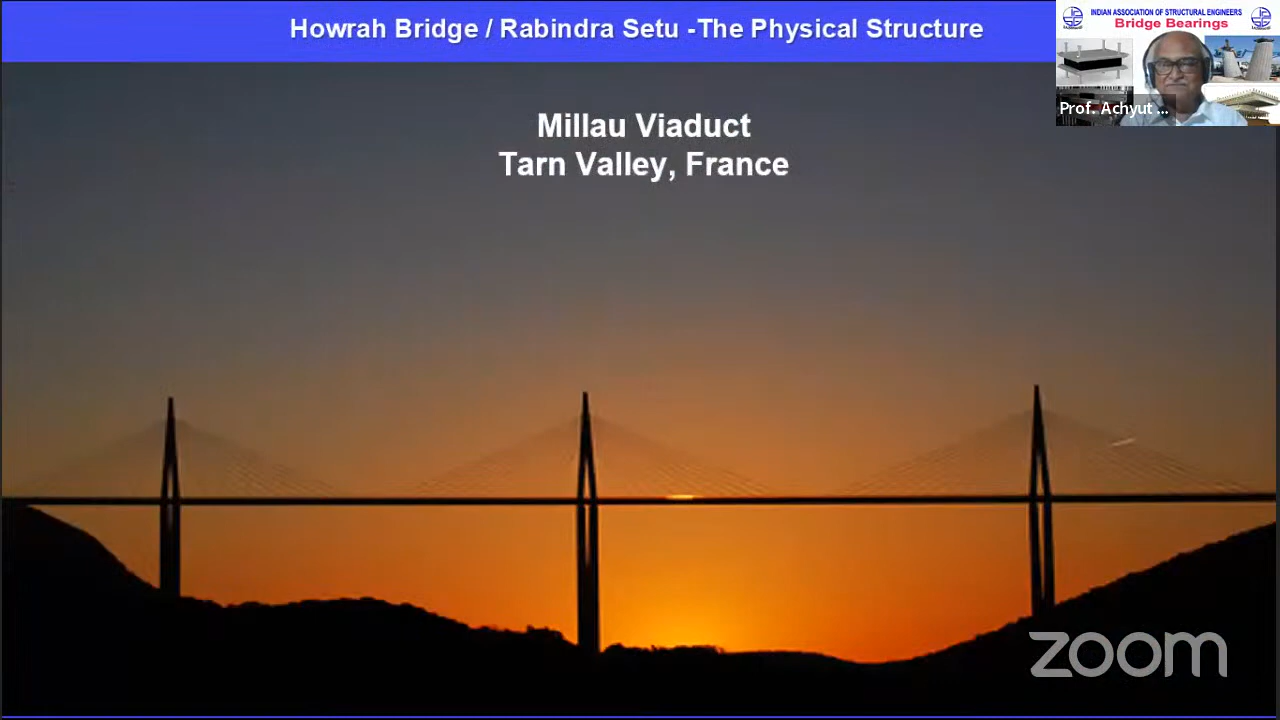 Howrah Bridge / Rabindra Setu -The Physical Structure
INDIAN ASSOCIATION OF STRUCTURAL ENGINEERS
Bridge Bearings
Prof. Achyut ...
Millau Viaduct
Tarn Valley, France
zoom